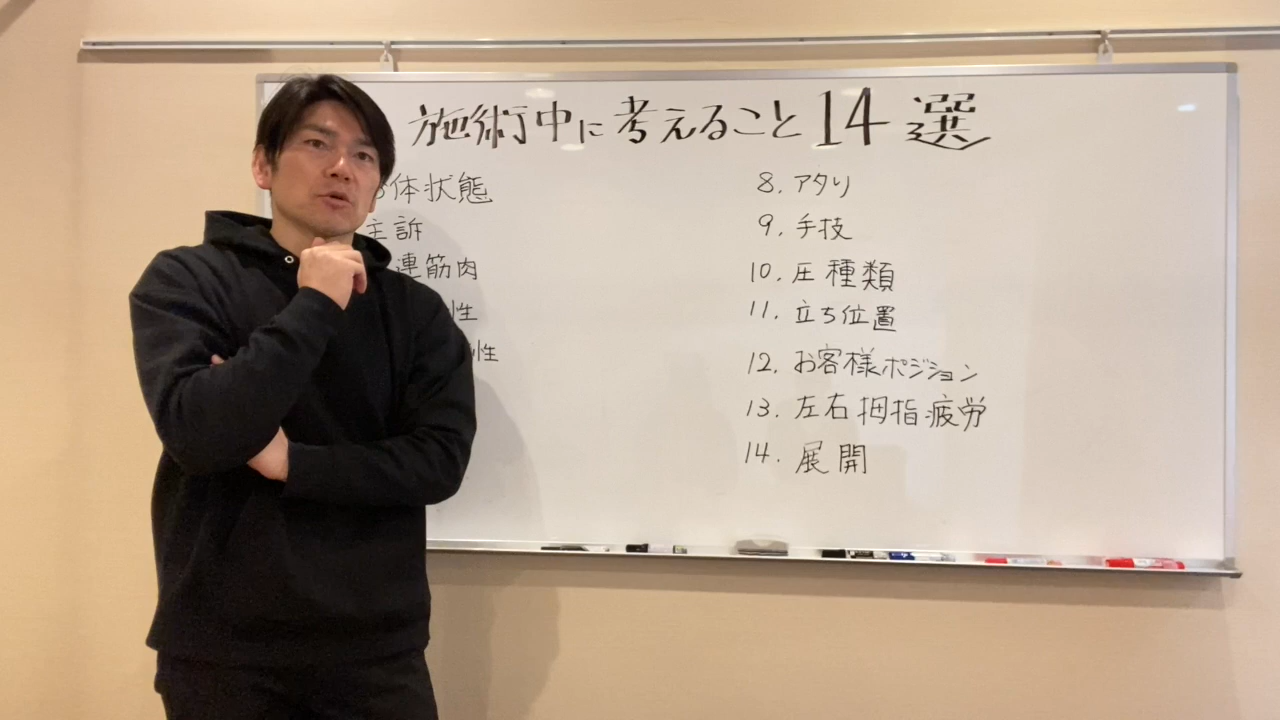 施術中に考えること14選
体状態
主訴
連筋肉
性
性
8. アタリ
9. 手技
10. 圧種類
11. 立ち位置
12. お客様ポジション
13. 左右拇指疲労
14. 展開